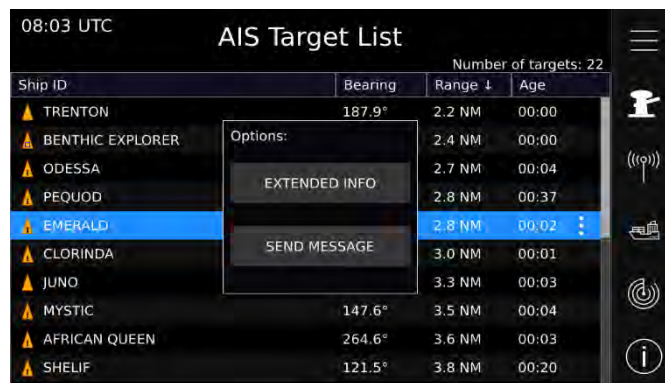 08:03 UTC
AIS Target List
Number of targets: 22
Ship ID Bearing Range ↓ Age
TRENTON 187.9° 2.2 NM 00:00
BENTHIC EXPLORER 2.4 NM 00:00
Options:
ODESSA 2.7 NM 00:04
EXTENDED INFO
PEQUOD 2.8 NM 00:37
EMERALD 2.8 NM 00:02
SEND MESSAGE
CLORINDA 3.0 NM 00:01
JUNO 3.3 NM 00:03
MYSTIC 147.6° 3.5 NM 00:04
AFRICAN QUEEN 264.6° 3.6 NM 00:03
SHELIF 121.5° 3.8 NM 00:20